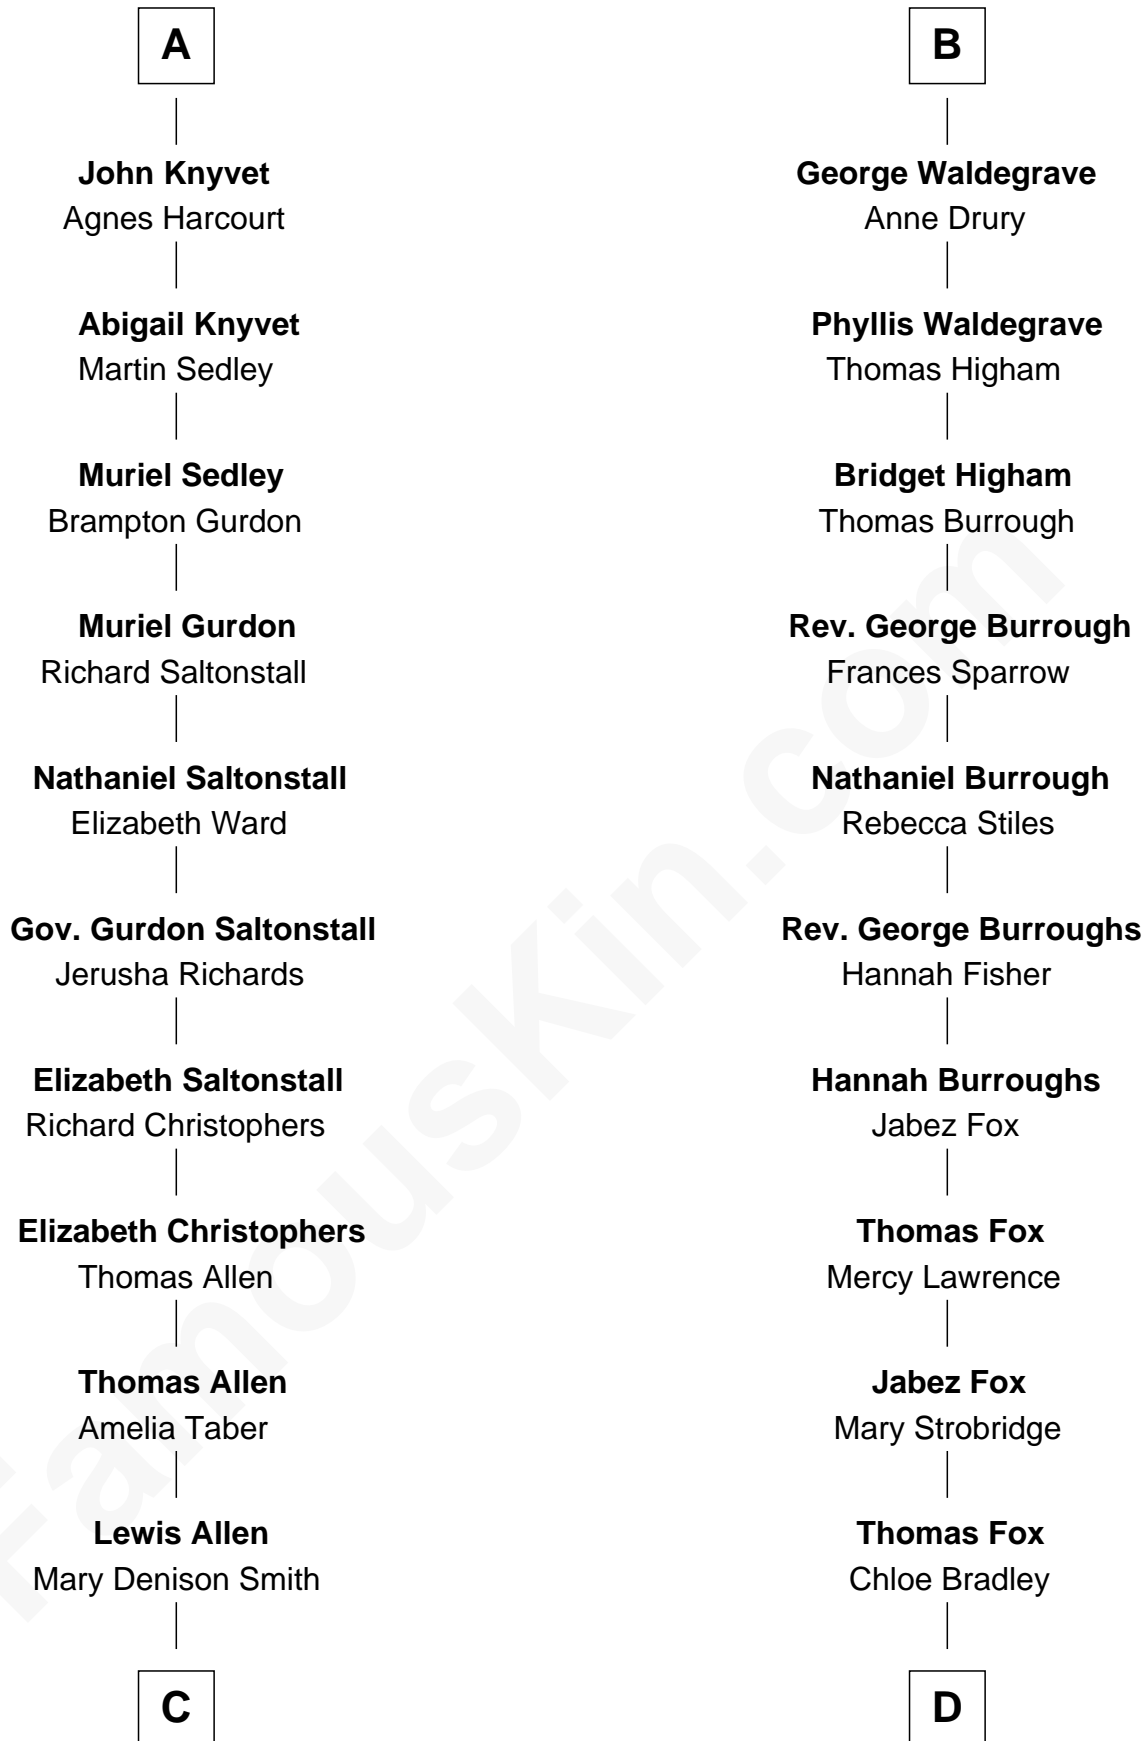 A
John Knyvet
Agnes Harcourt
Abigail Knyvet
Martin Sedley
Muriel Sedley
Brampton Gurdon
Muriel Gurdon
Richard Saltonstall
Nathaniel Saltonstall
Elizabeth Ward
Gov. Gurdon Saltonstall
Jerusha Richards
Elizabeth Saltonstall
Richard Christophers
Elizabeth Christophers
Thomas Allen
Thomas Allen
Amelia Taber
Lewis Allen
Mary Denison Smith
C
B
George Waldegrave
Anne Drury
Phyllis Waldegrave
Thomas Higham
Bridget Higham
Thomas Burrough
Rev. George Burrough
Frances Sparrow
Nathaniel Burrough
Rebecca Stiles
Rev. George Burroughs
Hannah Fisher
Hannah Burroughs
Jabez Fox
Thomas Fox
Mercy Lawrence
Jabez Fox
Mary Strobridge
Thomas Fox
Chloe Bradley
D
FamousKin.com